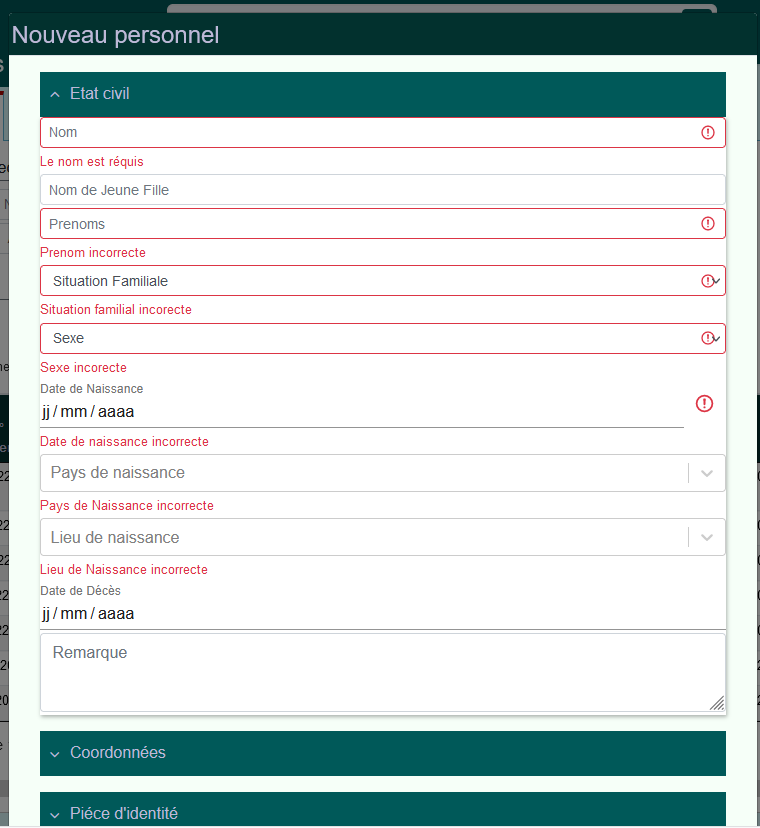 Nouveau personnel
Etat civil
Nom
Le nom est réquis
Nom de Jeune Fille
Prenoms
Prenom incorrecte
Situation Familiale
Situation familial incorecte
Sexe
Sexe incorecte
Date de Naissance
jj/mm/aaaa
Date de naissance incorrecte
Pays de naissance
Pays de Naissance incorrecte
Lieu de naissance
Lieu de Naissance incorrecte
Date de Décès
jj/mm/aaaa
Remarque
Coordonnées
Piéce d'identité